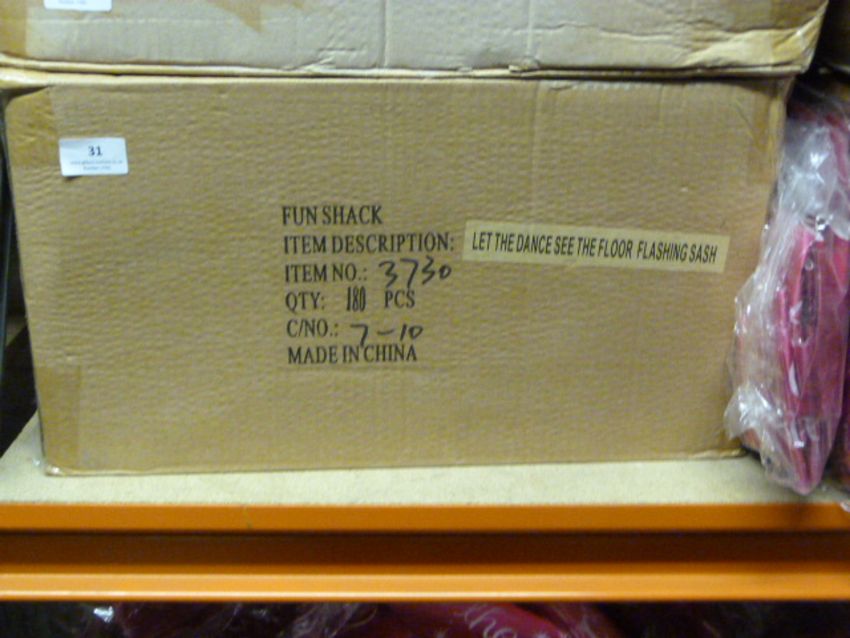 31
FUN SHACK
ITEM DESCRIPTION: LET THE DANCE SEE THE FLOOR FLASHING SASH
ITEM NO.: 3730
QTY: 180 PCS
C/NO.: 7-10
MADE IN CHINA
the